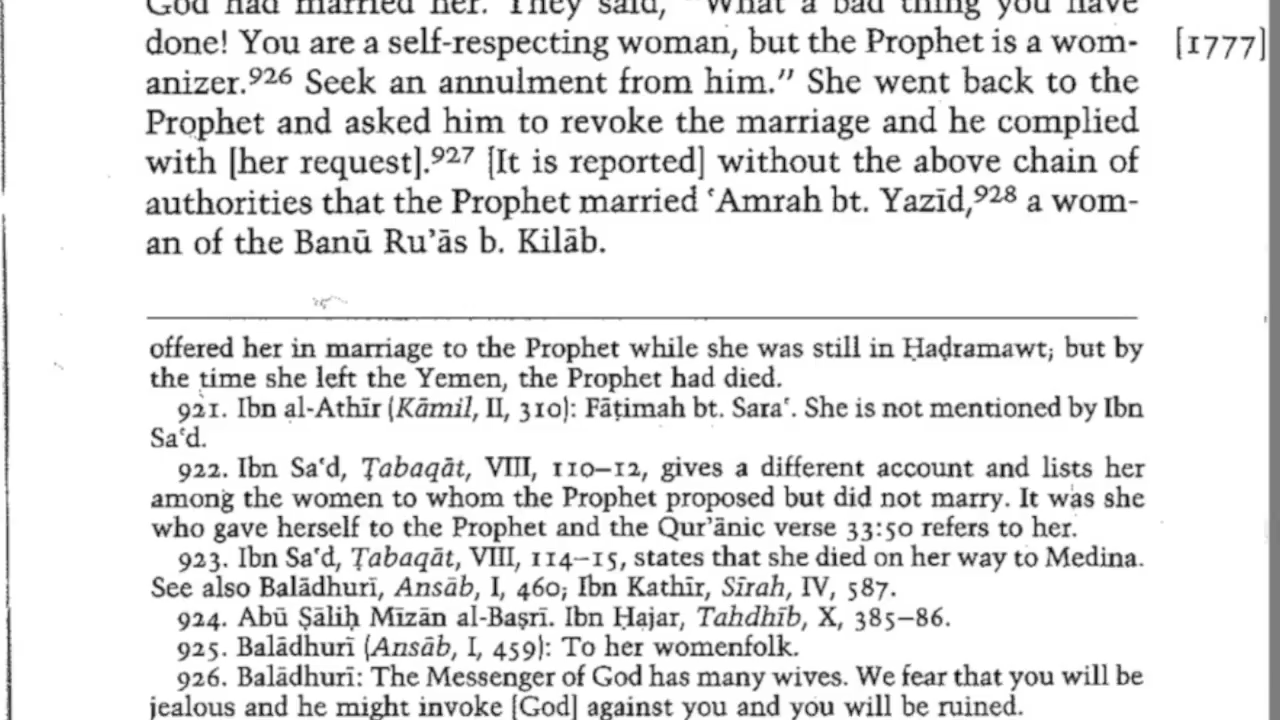 God had married her. They said, "What a bad thing you have
done! You are a self-respecting woman, but the Prophet is a wom- [1777]
anizer.926 Seek an annulment from him." She went back to the
Prophet and asked him to revoke the marriage and he complied
with [her request].927 [It is reported] without the above chain of
authorities that the Prophet married ʿAmrah bt. Yazīd,928 a wom-
an of the Banū Ruʾās b. Kilāb.
offered her in marriage to the Prophet while she was still in Ḥaḍramawt; but by
the time she left the Yemen, the Prophet had died.
921. Ibn al-Athīr (Kāmil, II, 310): Fāṭimah bt. Saraʿ. She is not mentioned by Ibn
Saʿd.
922. Ibn Saʿd, Ṭabaqāt, VIII, 110–12, gives a different account and lists her
among the women to whom the Prophet proposed but did not marry. It was she
who gave herself to the Prophet and the Qurʾānic verse 33:50 refers to her.
923. Ibn Saʿd, Ṭabaqāt, VIII, 114–15, states that she died on her way to Medina.
See also Balādhurī, Ansāb, I, 460; Ibn Kathīr, Sīrah, IV, 587.
924. Abū Ṣāliḥ Mīzān al-Baṣrī. Ibn Ḥajar, Tahdhīb, X, 385–86.
925. Balādhurī (Ansāb, I, 459): To her womenfolk.
926. Balādhurī: The Messenger of God has many wives. We fear that you will be
jealous and he might invoke [God] against you and you will be ruined.